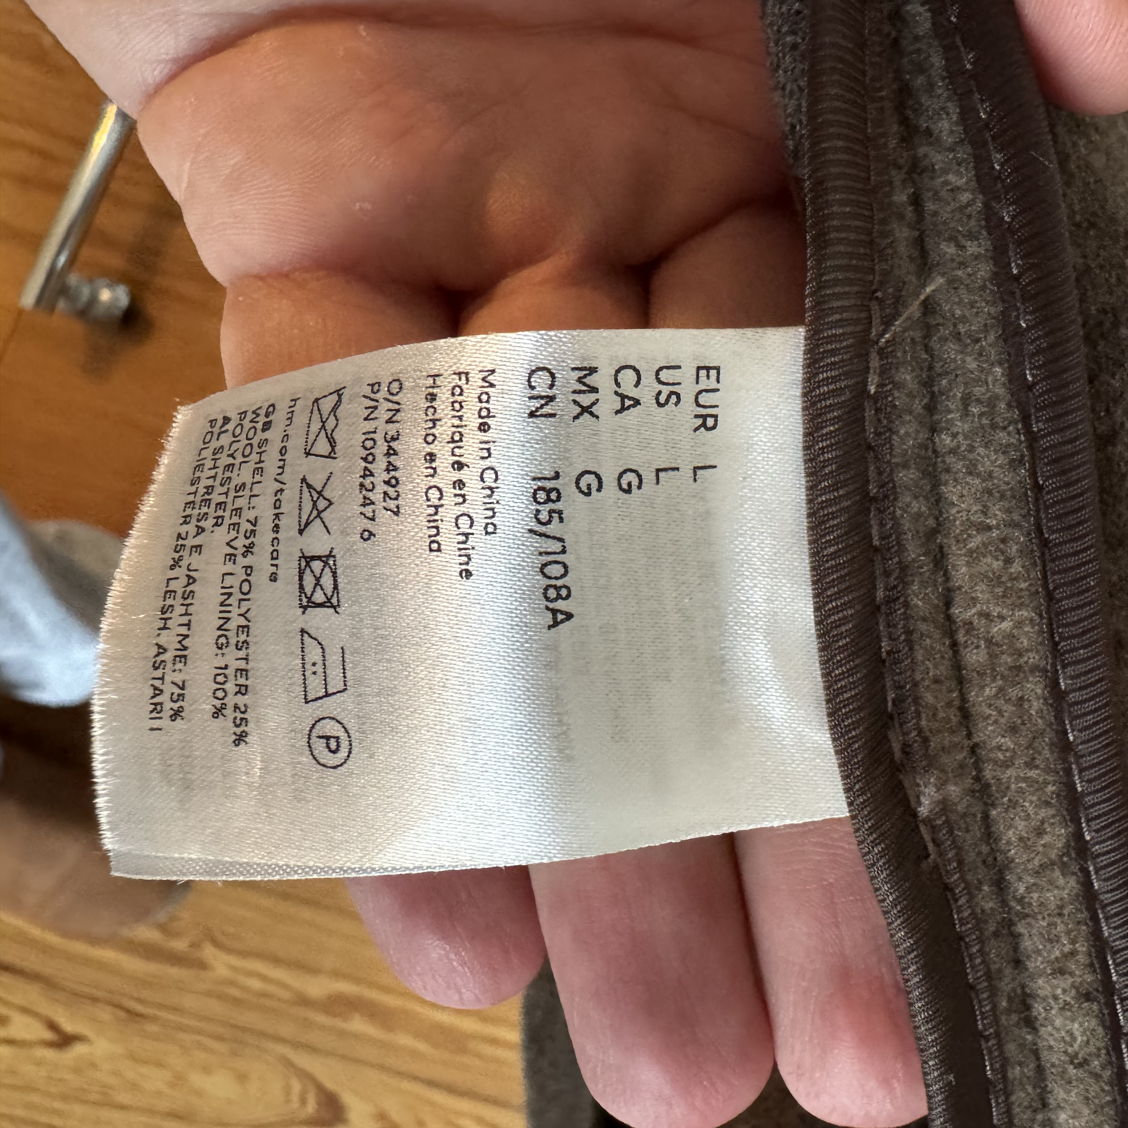 EUR L
US L
CA G
MX G
CN 185/108A
Made in China
Fabriqué en Chine
Hecho en China
O/N 344927
P/N 10942476
P
hm.com/takecare
GB SHELL: 75% POLYESTER 25%
WOOL. SLEEVE LINING: 100%
POLYESTER.
AL SHTRESA E JASHTME: 75%
POLIESTER 25% LESH. ASTARI I